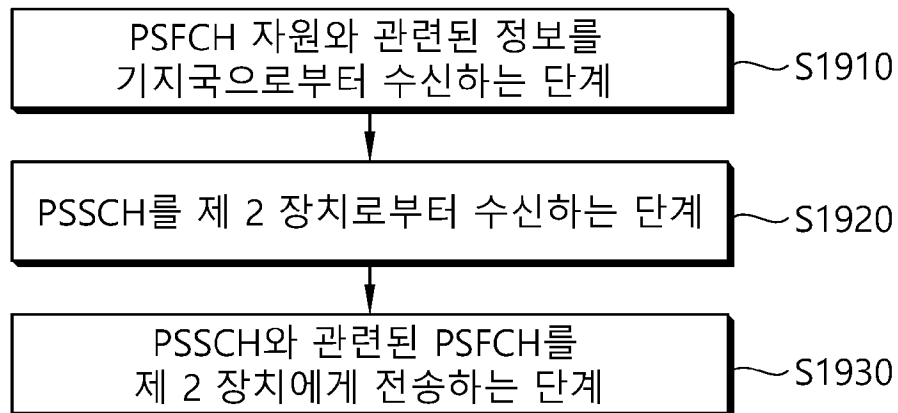 PSFCH 자원와 관련된 정보를
기지국으로부터 수신하는 단계
S1910
PSSCH를 제 2 장치로부터 수신하는 단계
S1920
PSSCH와 관련된 PSFCH를
제 2 장치에게 전송하는 단계
S1930